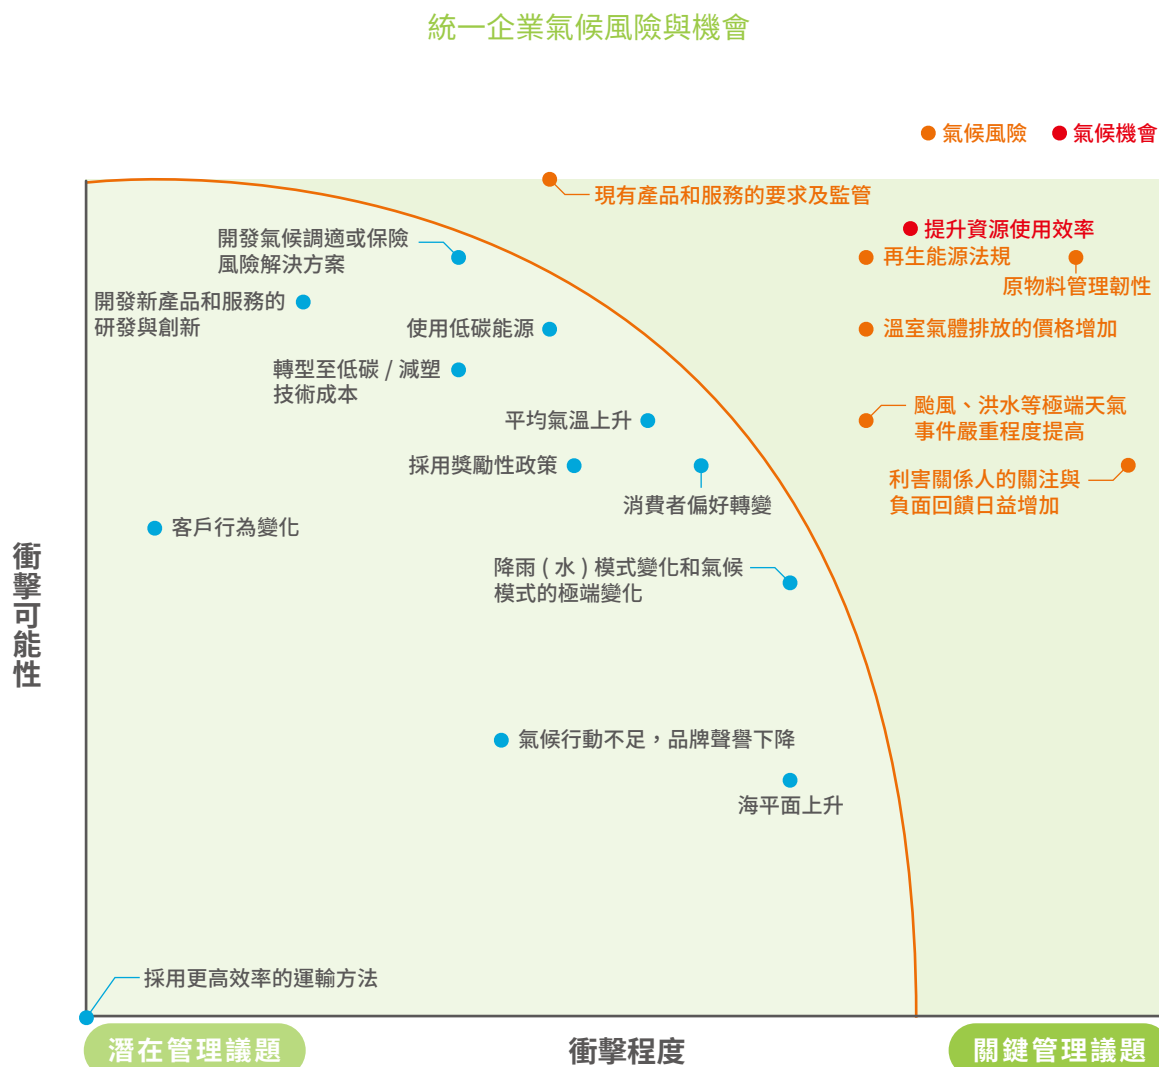 統一企業氣候風險與機會
氣候風險
氣候機會
現有產品和服務的要求及監管
提升資源使用效率
開發氣候調適或保險
風險解決方案
再生能源法規
原物料管理韌性
開發新產品和服務的
研發與創新
使用低碳能源
溫室氣體排放的價格增加
轉型至低碳 / 減塑
技術成本
颱風、洪水等極端天氣
事件嚴重程度提高
平均氣溫上升
採用獎勵性政策
利害關係人的關注與
負面回饋日益增加
消費者偏好轉變
客戶行為變化
降雨 ( 水 ) 模式變化和氣候
模式的極端變化
衝擊可能性
氣候行動不足，品牌聲譽下降
海平面上升
採用更高效率的運輸方法
潛在管理議題
衝擊程度
關鍵管理議題